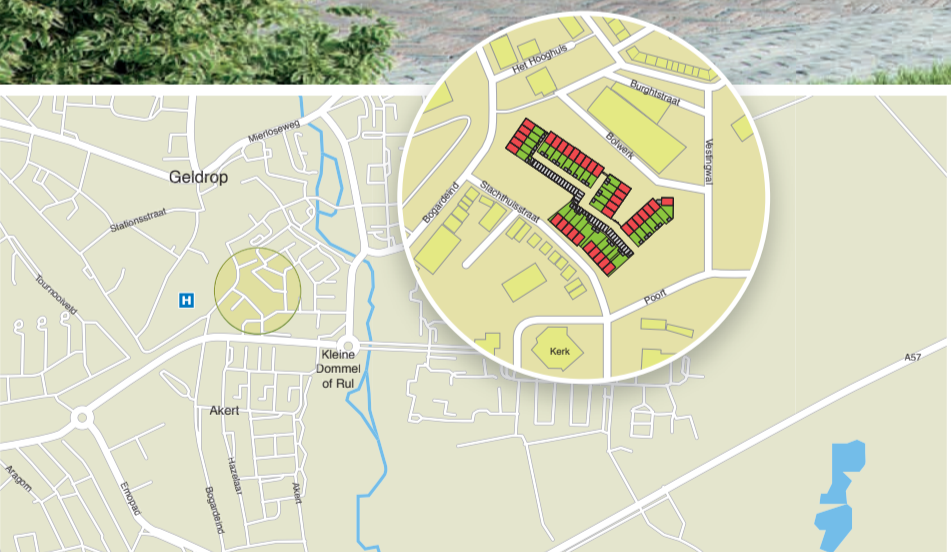 Het Hooghuis
Burghtstraat
Bolwerk
Vestingwal
Mierloseweg
Geldrop
Bogardeind
Slachthuisstraat
Stationsstraat
Tournooiveld
H
Poort
Kerk
Kleine
Dommel
of Rul
A57
Akert
Aragorn
Emopad
Hazelaar
Bogardeind
Akert